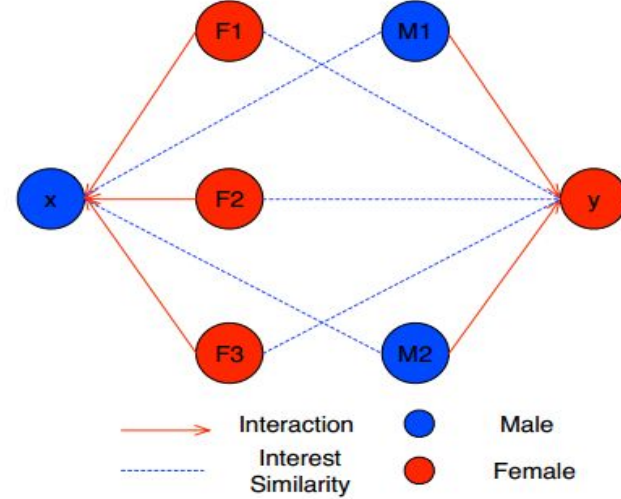 F1
M1
x
F2
y
F3
M2
Interaction
Male
Interest
Similarity
Female